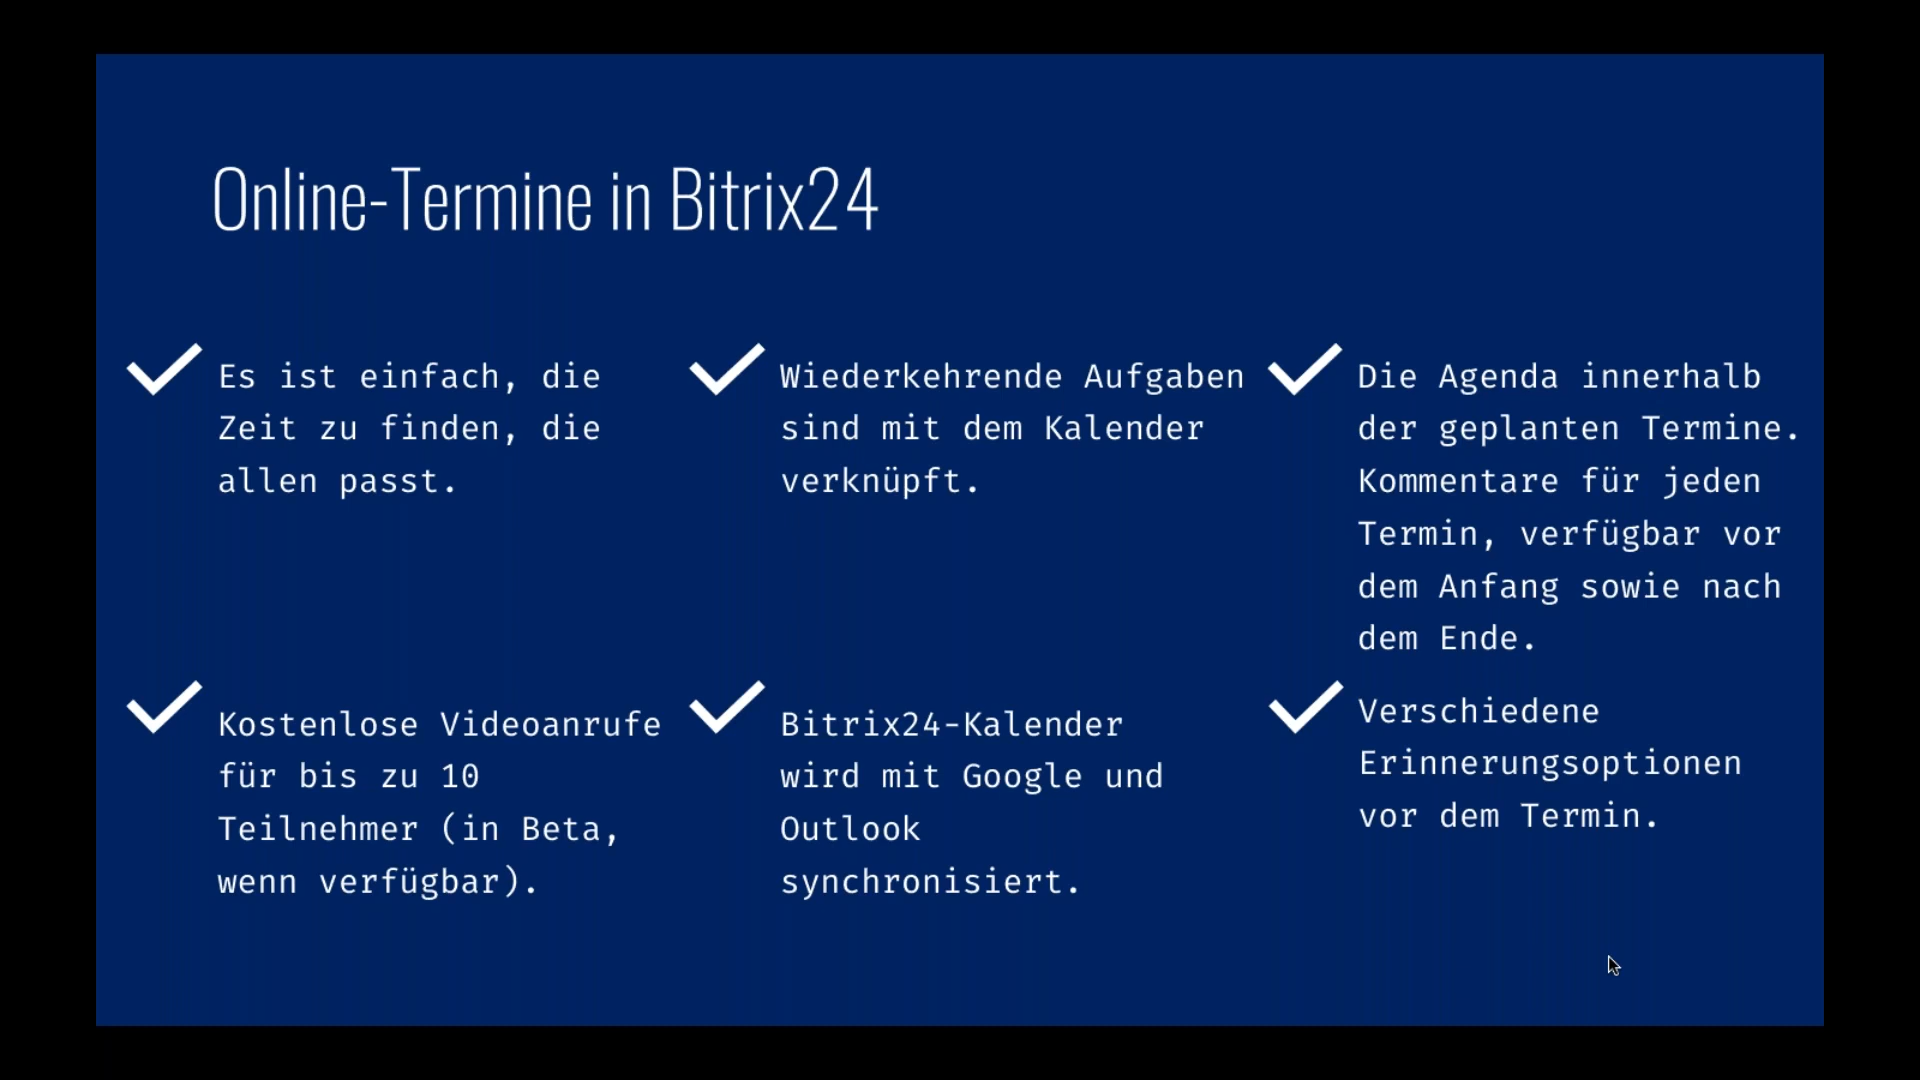 Online-Termine in Bitrix24
Es ist einfach, die
Zeit zu finden, die
allen passt.
Wiederkehrende Aufgaben
sind mit dem Kalender
verknüpft.
Die Agenda innerhalb
der geplanten Termine.
Kommentare für jeden
Termin, verfügbar vor
dem Anfang sowie nach
dem Ende.
Kostenlose Videoanrufe
für bis zu 10
Teilnehmer (in Beta,
wenn verfügbar).
Bitrix24-Kalender
wird mit Google und
Outlook
synchronisiert.
Verschiedene
Erinnerungsoptionen
vor dem Termin.